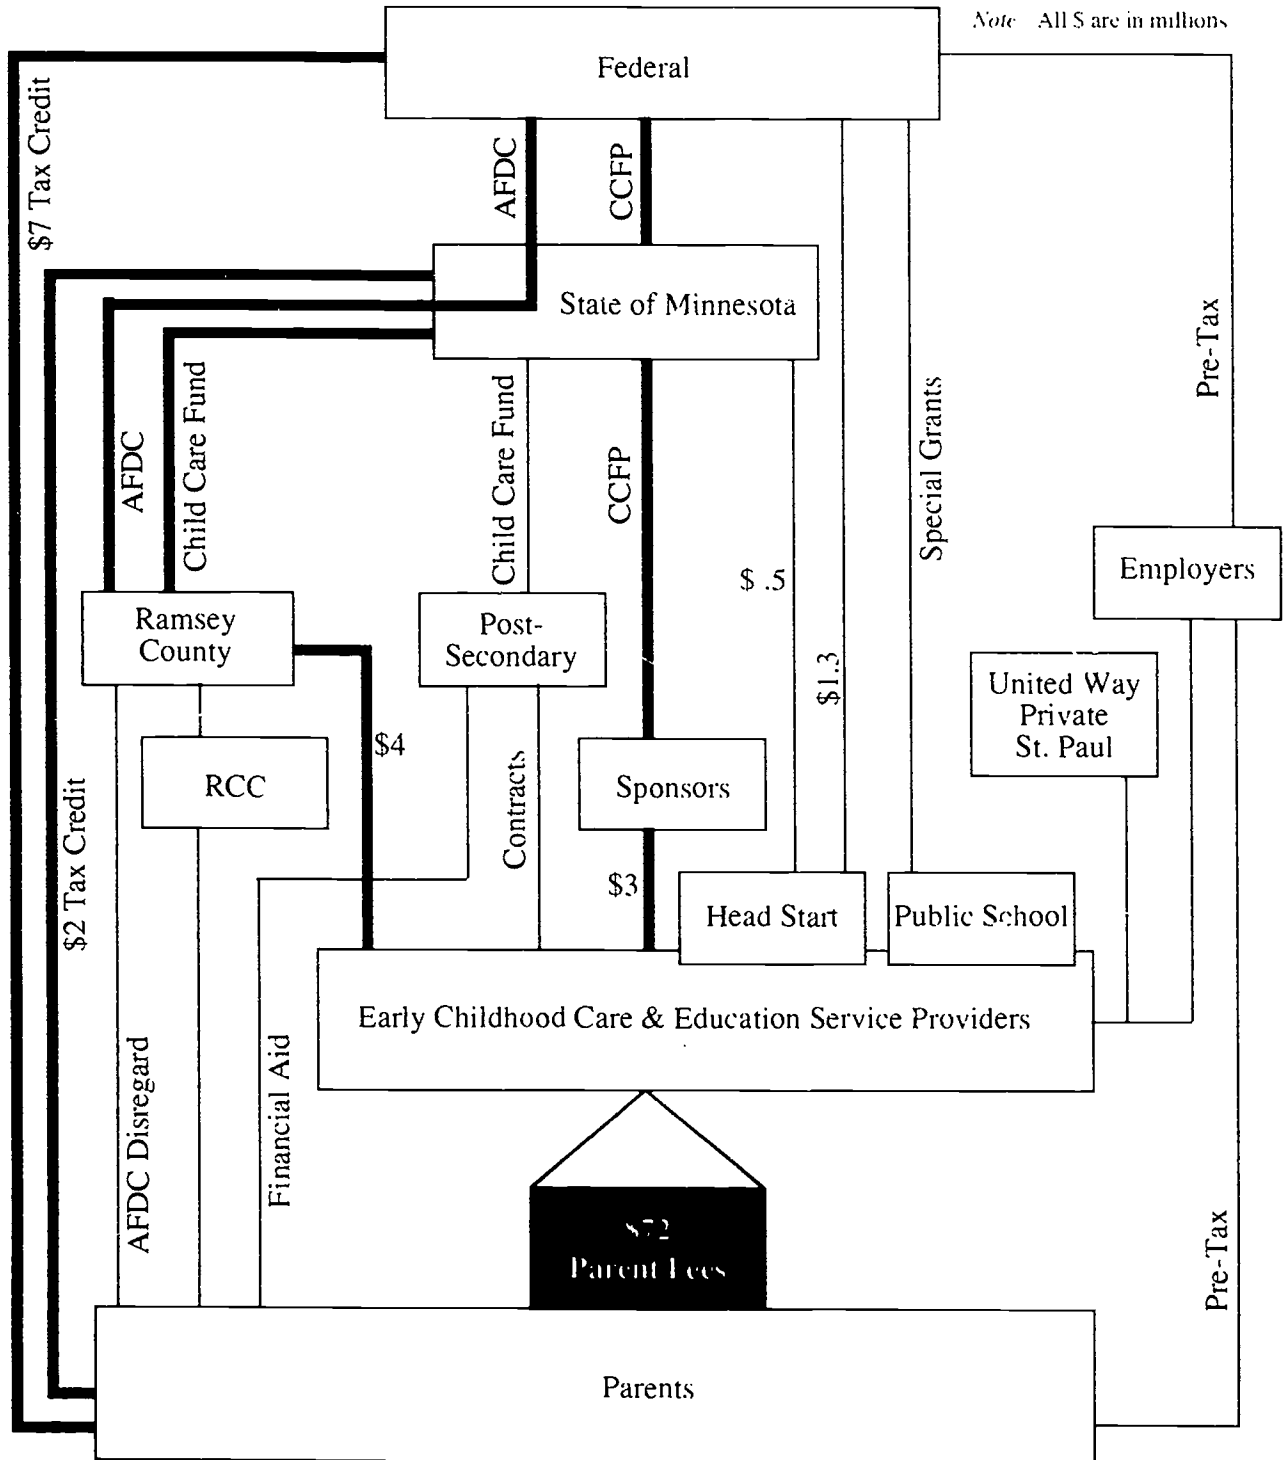 Note All $ are in millions
Federal
$7 Tax Credit
AFDC
CCFP
State of Minnesota
Pre-Tax
AFDC
Child Care Fund
Child Care Fund
CCFP
Special Grants
$ .5
Employers
Ramsey
County
Post-
Secondary
$1.3
United Way
Private
St. Paul
$4
RCC
Contracts
Sponsors
$2 Tax Credit
$3
Head Start
Public School
Early Childhood Care & Education Service Providers
AFDC Disregard
Financial Aid
$72
Parent Fees
Pre-Tax
Parents